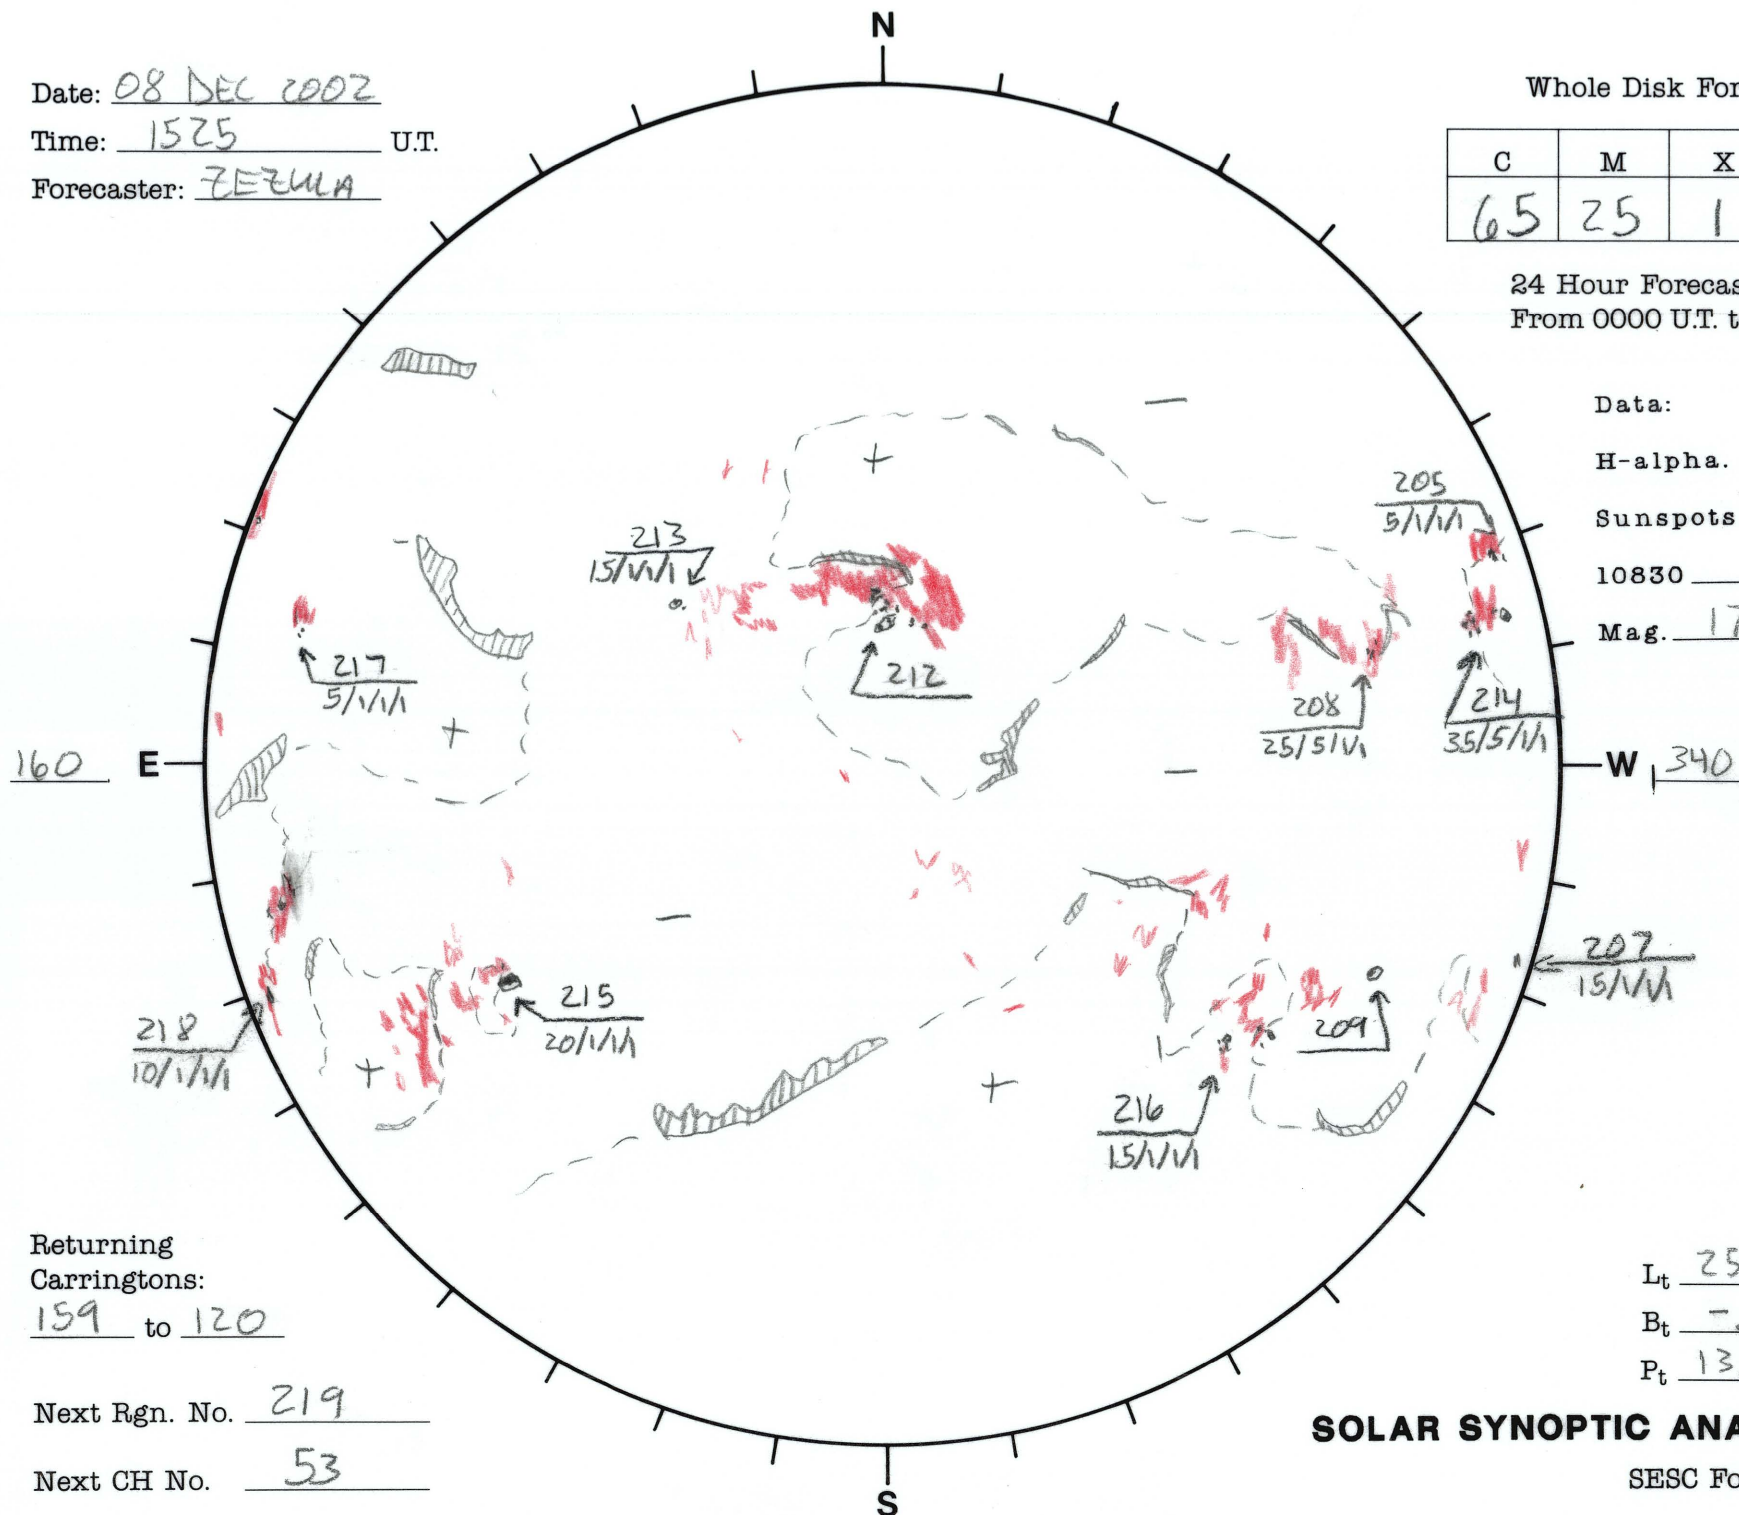 N
Date: 08 DEC 2002
Time: 1525 U.T.
Forecaster: ZEZULA
Whole Disk For
C M X
65 25 1
24 Hour Forecas
From 0000 U.T. t
Data:
H-alpha.
Sunspots
10830
Mag. 17
205
5/1/1/1
213
15/1/1/1
217
5/1/1/1
212
208
25/5/1/1
214
35/5/1/1
160 E
W 340
+
+
+
+
-
-
-
-
207
15/1/1/1
215
20/1/1/1
209
218
10/1/1/1
216
15/1/1/1
Returning
Carringtons:
159 to 120
Next Rgn. No. 219
Next CH No. 53
Lt 25
Bt -
Pt 13
SOLAR SYNOPTIC ANA
SESC Fo
S